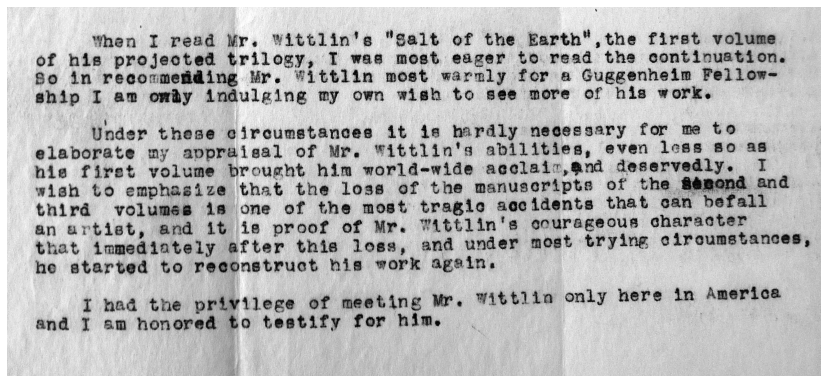 When I read Mr. Wittlin's "Salt of the Earth",the first volume
of his projected trilogy, I was most eager to read the continuation.
So in recommending Mr. Wittlin most warmly for a Guggenheim Fellow-
ship I am only indulging my own wish to see more of his work.
Under these circumstances it is hardly necessary for me to
elaborate my appraisal of Mr. Wittlin's abilities, even less so as
his first volume brought him world-wide acclaim,and deservedly. I
wish to emphasize that the loss of the manuscripts of the second and
third volumes is one of the most tragic accidents that can befall
an artist, and it is proof of Mr. Wittlin's courageous character
that immediately after this loss, and under most trying circumstances,
he started to reconstruct his work again.
I had the privilege of meeting Mr. Wittlin only here in America
and I am honored to testify for him.